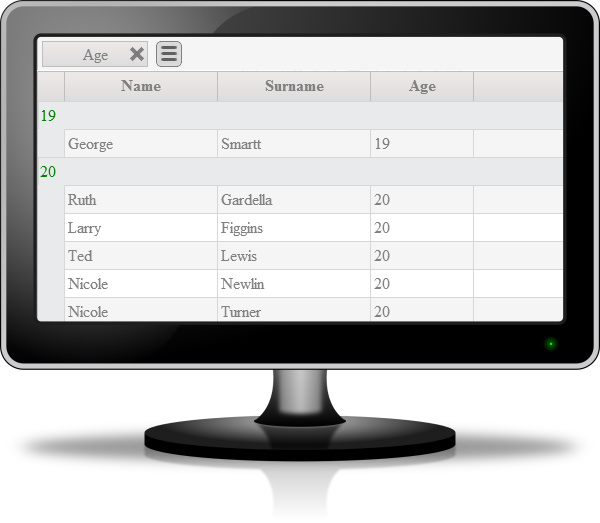 Age
Name Surname Age
19
George Smartt 19
20
Ruth Gardella 20
Larry Figgins 20
Ted Lewis 20
Nicole Newlin 20
Nicole Turner 20